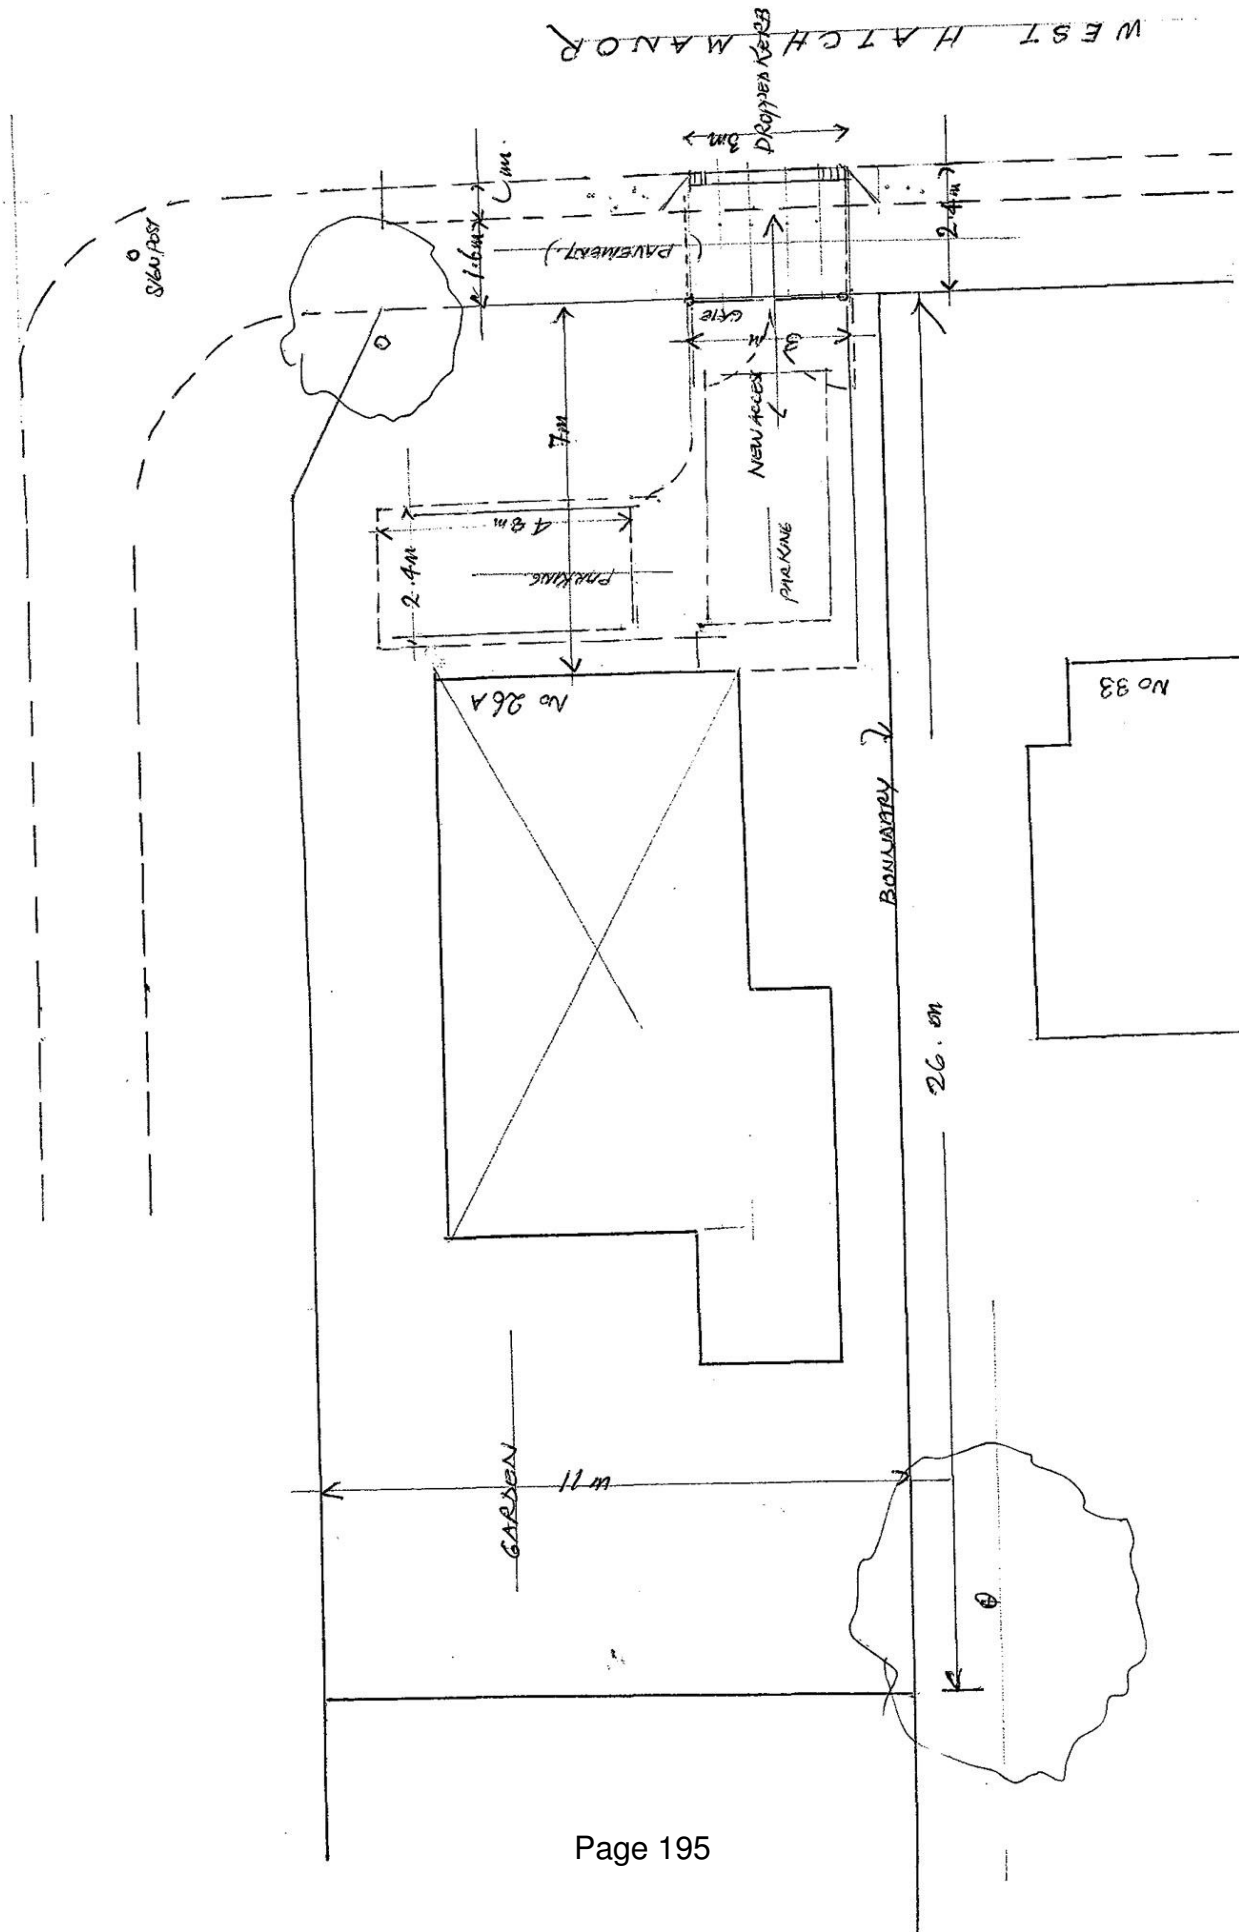 WEST HATCH MANOR
DROPPED KERB
3m
SIGN POST
1.6m
1m.
(PAVEMENT.)
2.4m
GATE
3m
NEW ACCESS
7m
4.8m
2.4m
PARKING
PARKING
No 26A
No 33
BOUNDARY
26.0m
GARDEN
11m
Page 195